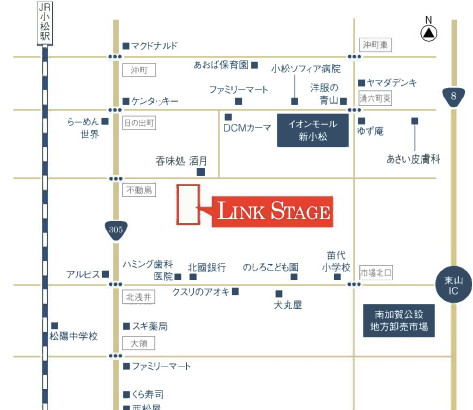 JR
小松駅
N
マクドナルド
沖町東
沖町
あおば保育園
小松ソフィア病院
ヤマダデンキ
ファミリーマート
洋服の
青山
清六町東
8
ケンタッキー
らーめん
世界
日の出町
DCMカーマ
イオンモール
新小松
ゆず庵
あさい皮膚科
吞味処 酒月
不動島
LINK STAGE
305
アルビス
ハミング歯科
医院
北國銀行
のしろこども園
苗代
小学校
市場北口
東山
IC
北浅井
クスリのアオキ
犬丸屋
南加賀公設
地方卸売市場
松陽中学校
スギ薬局
大領
ファミリーマート
くら寿司
西松屋